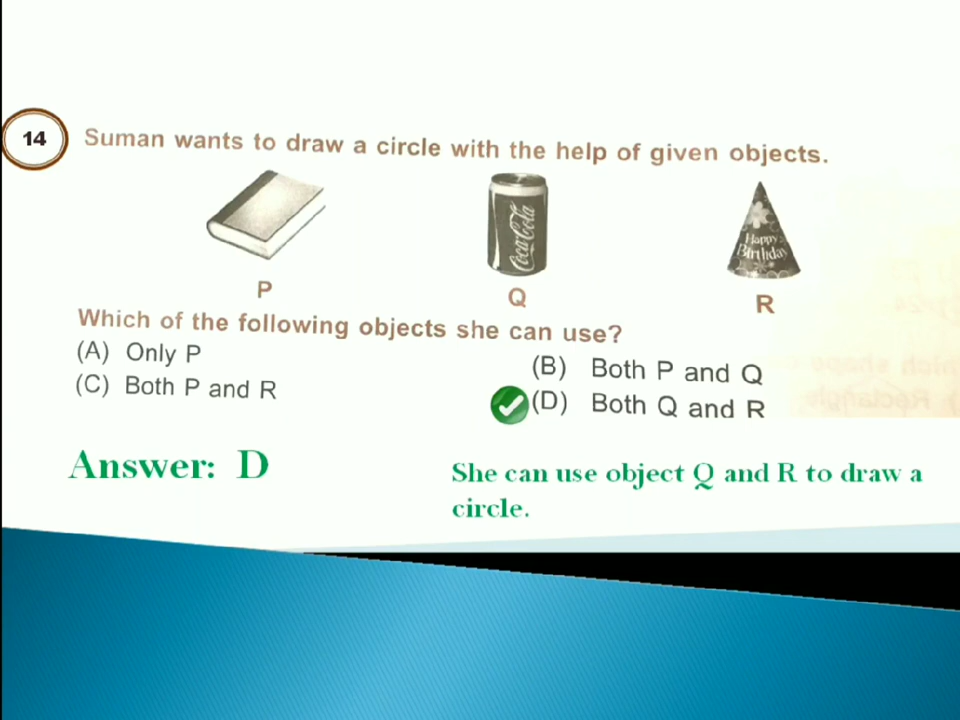 14 Suman wants to draw a circle with the help of given objects.
Coca-Cola
Happy
Birthday
P
Q
R
Which of the following objects she can use?
(A) Only P
(B) Both P and Q
(C) Both P and R
(D) Both Q and R
Answer: D
She can use object Q and R to draw a
circle.